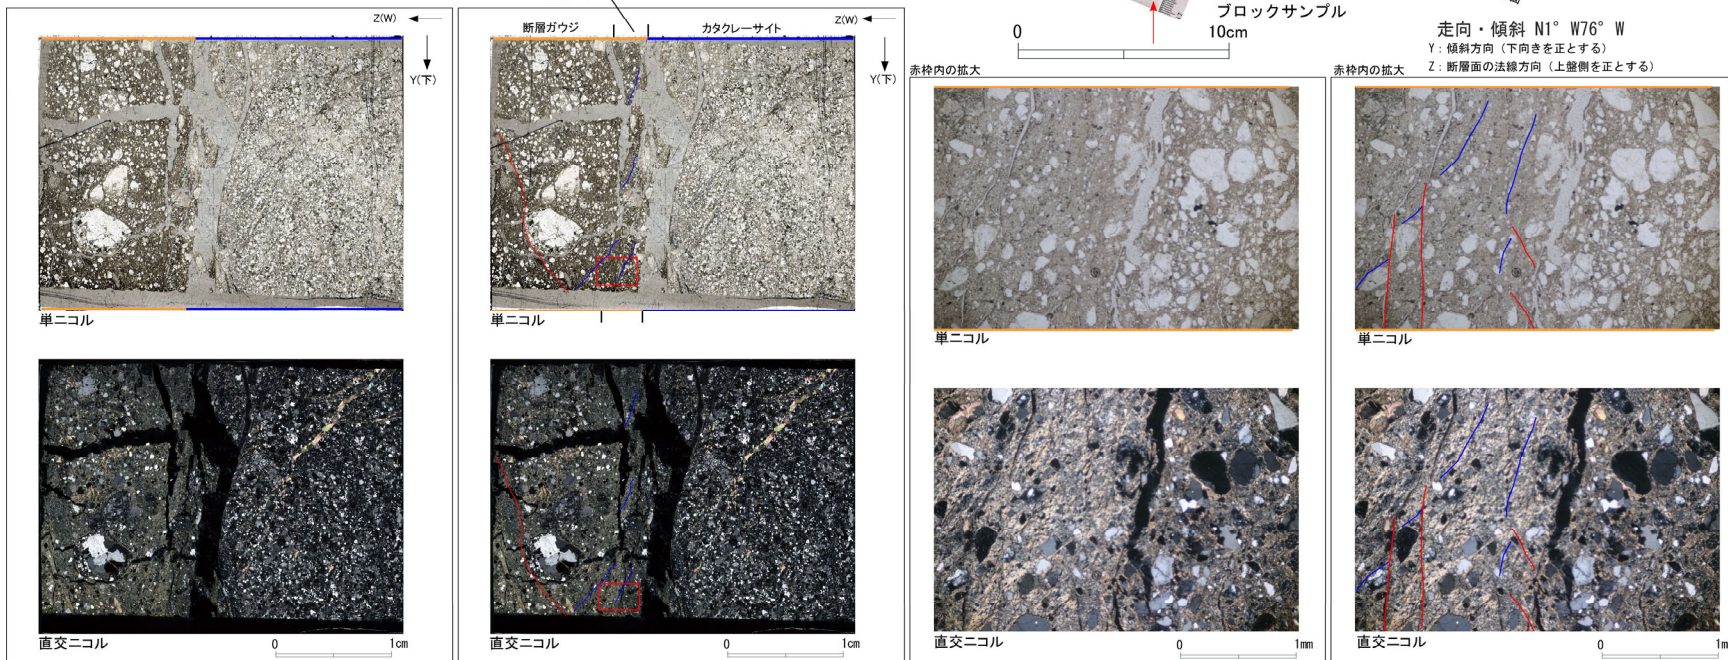 Z(W)
Y(下)
単ニコル
直交ニコル
0 1cm
断層ガウジ
カタクレーサイト
Z(W)
Y(下)
単ニコル
直交ニコル
0 1cm
ブロックサンプル
0 10cm
赤枠内の拡大
単ニコル
直交ニコル
0 1mm
走向・傾斜 N1° W76° W
Y:傾斜方向(下向きを正とする)
Z:断層面の法線方向(上盤側を正とする)
赤枠内の拡大
単ニコル
直交ニコル
0